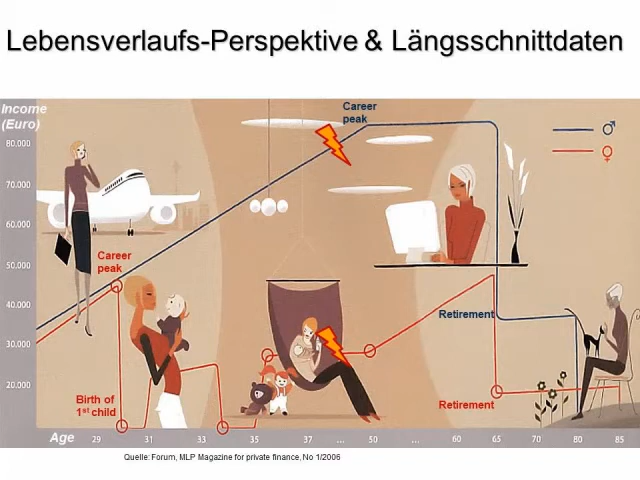 Lebensverlaufs-Perspektive & Längsschnittdaten
Income
(Euro)
Career
peak
♂
♀
80.000
70.000
60.000
50.000
40.000
30.000
20.000
Career
peak
Retirement
Birth of
1st child
Retirement
Age 29 31 33 35 37 ... 50 ... 60 65 70 80 85
Quelle: Forum, MLP Magazine for private finance, No 1/2006